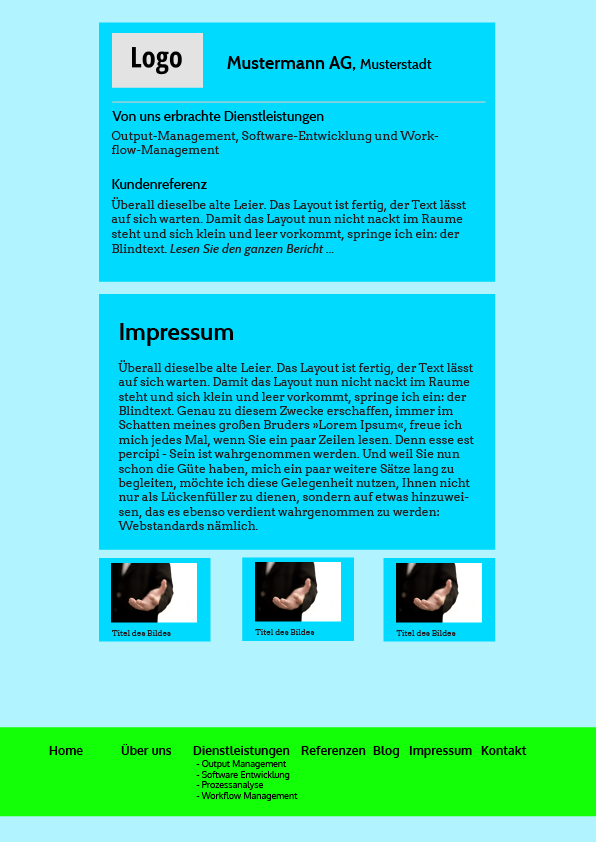 Logo
Mustermann AG, Musterstadt
Von uns erbrachte Dienstleistungen
Output-Management, Software-Entwicklung und Work-
flow-Management
Kundenreferenz
Überall dieselbe alte Leier. Das Layout ist fertig, der Text lässt
auf sich warten. Damit das Layout nun nicht nackt im Raume
steht und sich klein und leer vorkommt, springe ich ein: der
Blindtext. Lesen Sie den ganzen Bericht ...
Impressum
Überall dieselbe alte Leier. Das Layout ist fertig, der Text lässt
auf sich warten. Damit das Layout nun nicht nackt im Raume
steht und sich klein und leer vorkommt, springe ich ein: der
Blindtext. Genau zu diesem Zwecke erschaffen, immer im
Schatten meines großen Bruders »Lorem Ipsum«, freue ich
mich jedes Mal, wenn Sie ein paar Zeilen lesen. Denn esse est
percipi - Sein ist wahrgenommen werden. Und weil Sie nun
schon die Güte haben, mich ein paar weitere Sätze lang zu
begleiten, möchte ich diese Gelegenheit nutzen, Ihnen nicht
nur als Lückenfüller zu dienen, sondern auf etwas hinzuwei-
sen, das es ebenso verdient wahrgenommen zu werden:
Webstandards nämlich.
Titel des Bildes
Titel des Bildes
Titel des Bildes
Home Über uns Dienstleistungen Referenzen Blog Impressum Kontakt
- Output Management
- Software Entwicklung
- Prozessanalyse
- Workflow Management